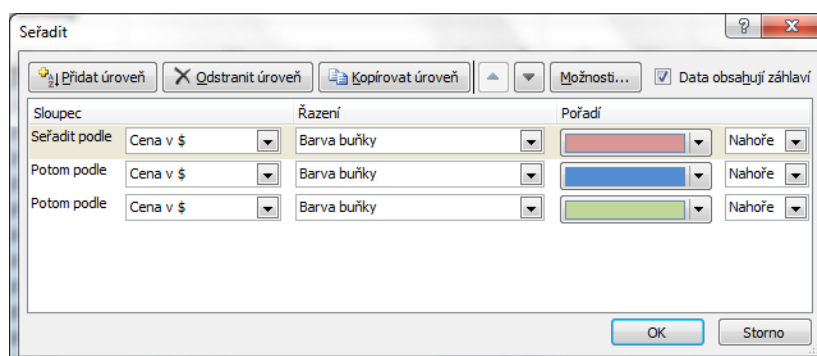 Seřadit
Přidat úroveň Odstranit úroveň Kopírovat úroveň Možnosti... Data obsahují záhlaví
Sloupec Řazení Pořadí
Seřadit podle Cena v $ Barva buňky Nahoře
Potom podle Cena v $ Barva buňky Nahoře
Potom podle Cena v $ Barva buňky Nahoře
OK Storno